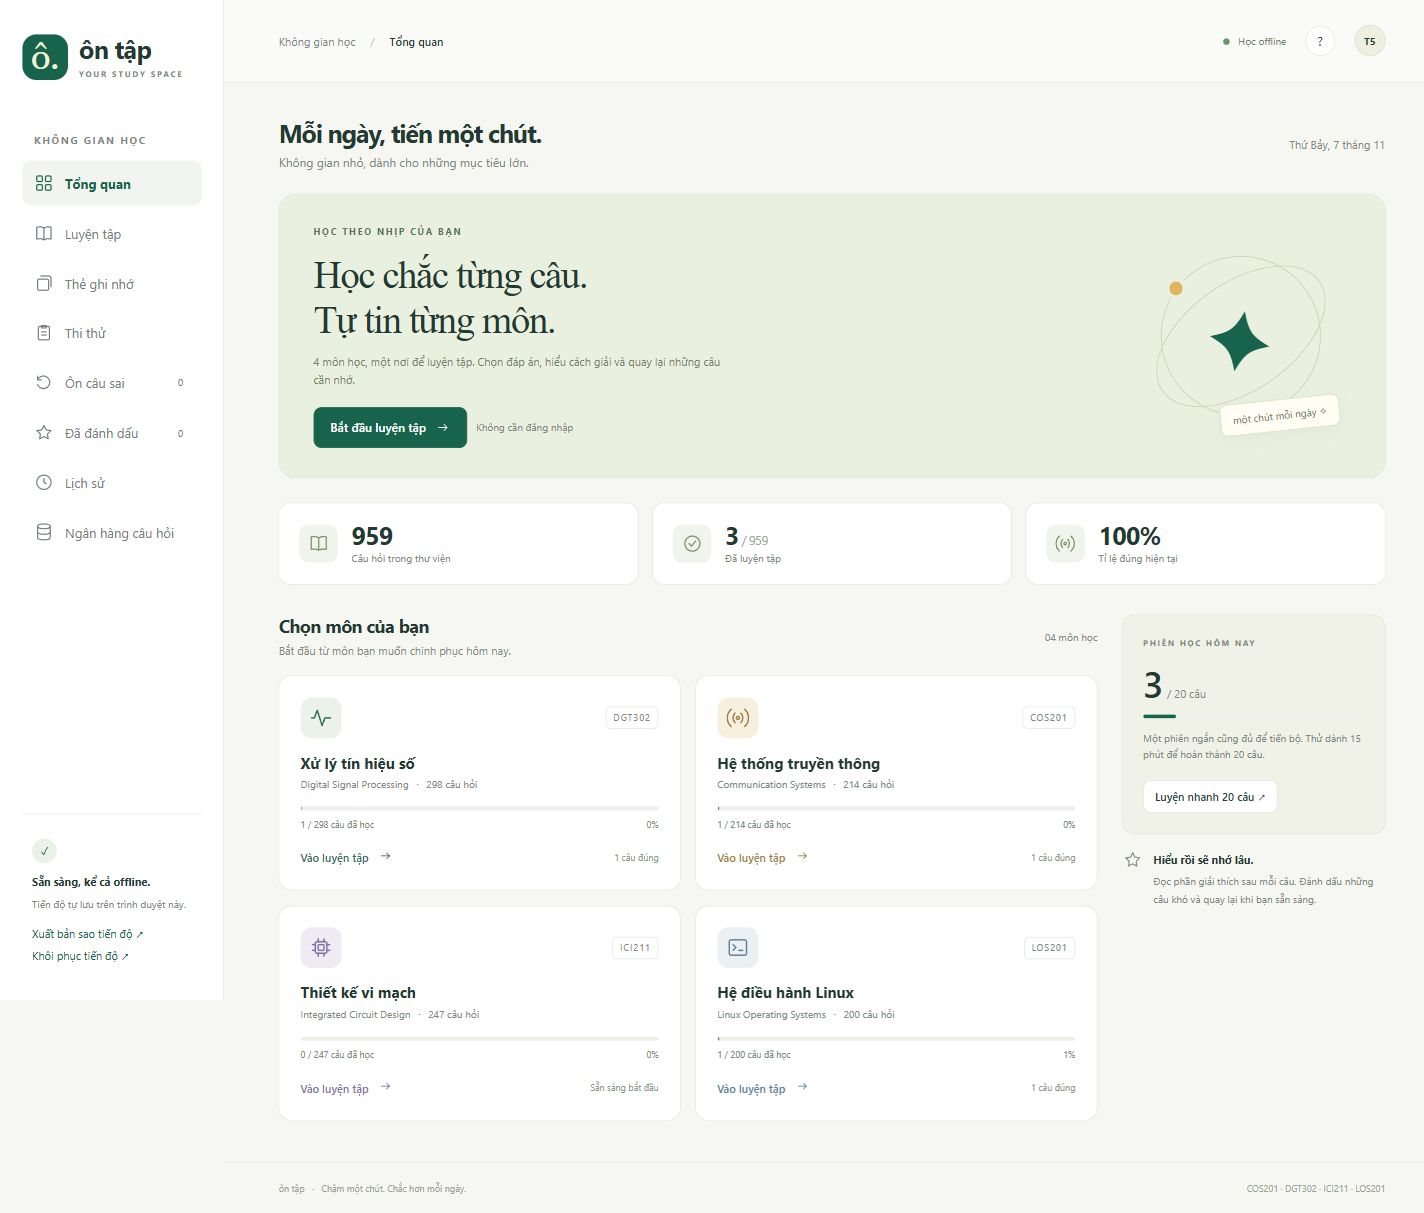 ô.
ôn tập
YOUR STUDY SPACE
KHÔNG GIAN HỌC
Tổng quan
Luyện tập
Thẻ ghi nhớ
Thi thử
Ôn câu sai 0
Đã đánh dấu 0
Lịch sử
Ngân hàng câu hỏi
✓
Sẵn sàng, kể cả offline.
Tiến độ tự lưu trên trình duyệt này.
Xuất bản sao tiến độ ↗
Khôi phục tiến độ ↗
Không gian học / Tổng quan
Học offline ? T5
Mỗi ngày, tiến một chút.
Không gian nhỏ, dành cho những mục tiêu lớn.
Thứ Bảy, 7 tháng 11
HỌC THEO NHỊP CỦA BẠN
Học chắc từng câu.
Tự tin từng môn.
4 môn học, một nơi để luyện tập. Chọn đáp án, hiểu cách giải và quay lại những câu
cần nhớ.
Bắt đầu luyện tập → Không cần đăng nhập
một chút mỗi ngày ✧
959
Câu hỏi trong thư viện
3 / 959
Đã luyện tập
100%
Tỉ lệ đúng hiện tại
Chọn môn của bạn
Bắt đầu từ môn bạn muốn chinh phục hôm nay.
04 môn học
DGT302
Xử lý tín hiệu số
Digital Signal Processing · 298 câu hỏi
1 / 298 câu đã học 0%
Vào luyện tập → 1 câu đúng
COS201
Hệ thống truyền thông
Communication Systems · 214 câu hỏi
1 / 214 câu đã học 0%
Vào luyện tập → 1 câu đúng
ICI211
Thiết kế vi mạch
Integrated Circuit Design · 247 câu hỏi
0 / 247 câu đã học 0%
Vào luyện tập → Sẵn sàng bắt đầu
LOS201
Hệ điều hành Linux
Linux Operating Systems · 200 câu hỏi
1 / 200 câu đã học 1%
Vào luyện tập → 1 câu đúng
PHIÊN HỌC HÔM NAY
3 / 20 câu
Một phiên ngắn cũng đủ để tiến bộ. Thử dành 15
phút để hoàn thành 20 câu.
Luyện nhanh 20 câu ↗
Hiểu rồi sẽ nhớ lâu.
Đọc phần giải thích sau mỗi câu. Đánh dấu những
câu khó và quay lại khi bạn sẵn sàng.
ôn tập · Chậm một chút. Chắc hơn mỗi ngày.
COS201 · DGT302 · ICI211 · LOS201